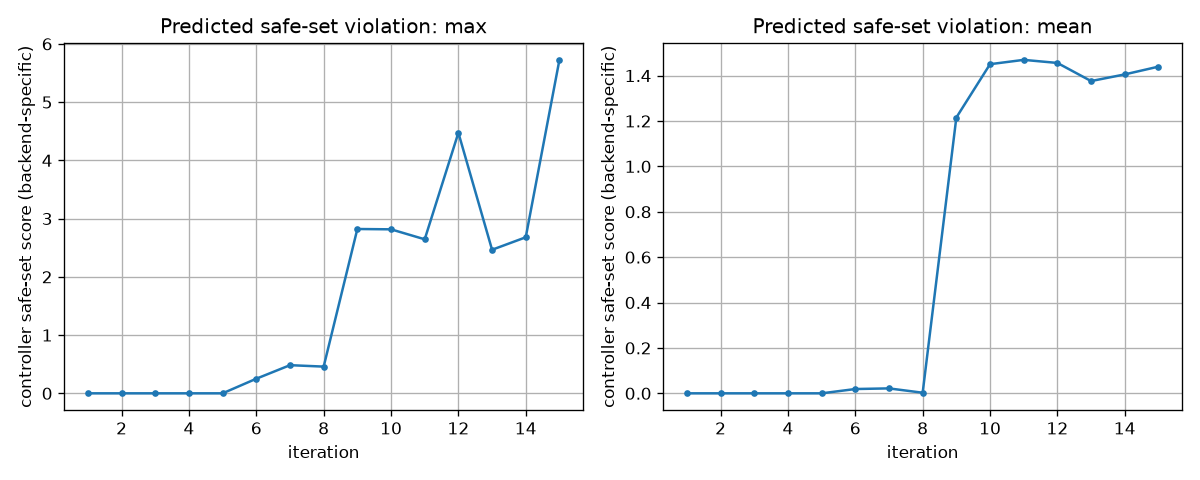 Predicted safe-set violation: max
controller safe-set score (backend-specific)
6
5
4
3
2
1
0
2 4 6 8 10 12 14
iteration
Predicted safe-set violation: mean
controller safe-set score (backend-specific)
1.4
1.2
1.0
0.8
0.6
0.4
0.2
0.0
2 4 6 8 10 12 14
iteration